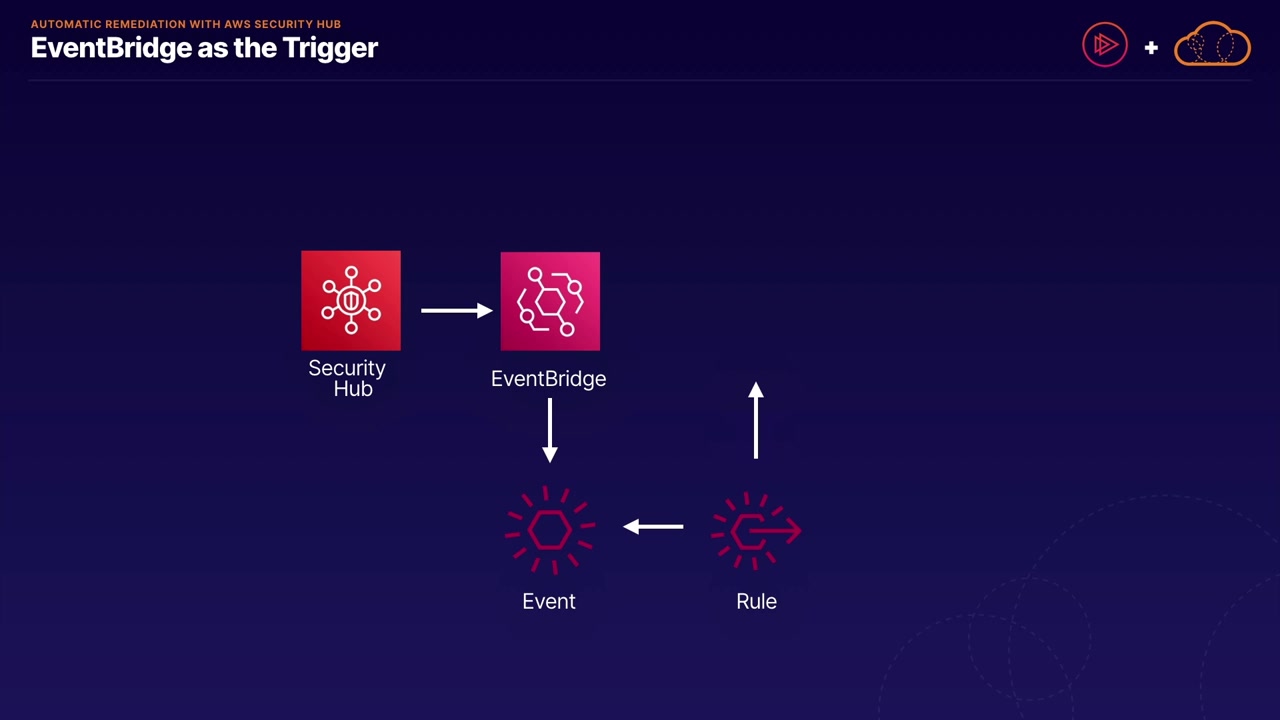 AUTOMATIC REMEDIATION WITH AWS SECURITY HUB
EventBridge as the Trigger
Security
Hub
EventBridge
Event
Rule